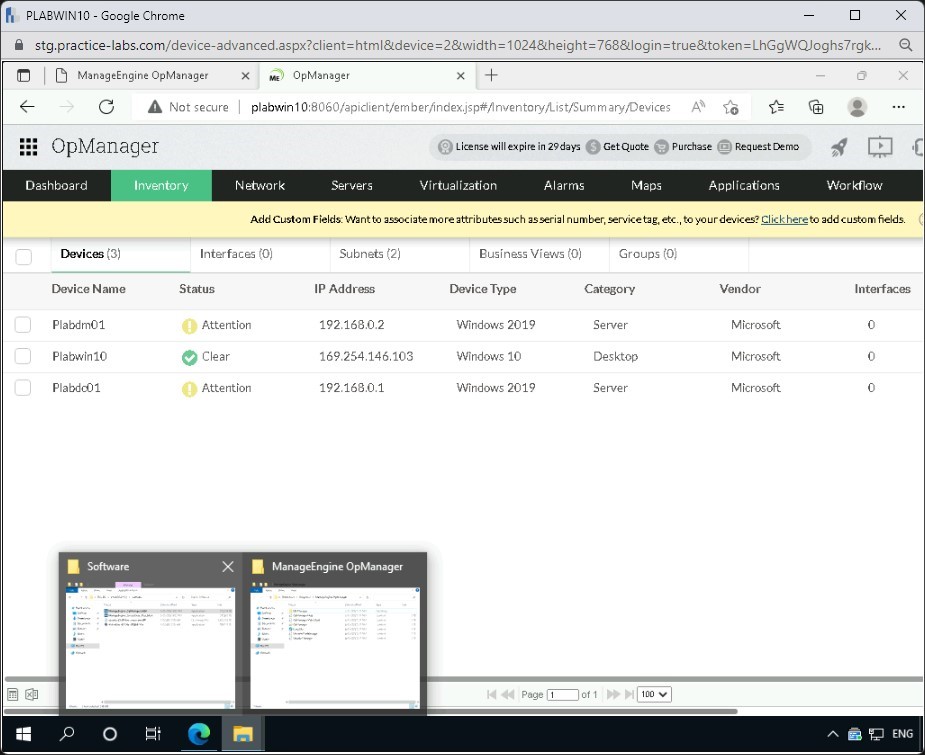 PLABWIN10 - Google Chrome
stg.practice-labs.com/device-advanced.aspx?client=html&device=2&width=1024&height=768&login=true&token=LhGgWQJoghs7rgk...
ManageEngine OpManager
OpManager
Not secure
plabwin10:8060/apiclient/ember/index.jsp#/Inventory/List/Summary/Devices
OpManager
License will expire in 29 days
Get Quote
Purchase
Request Demo
Dashboard Inventory Network Servers Virtualization Alarms Maps Applications Workflow
Add Custom Fields: Want to associate more attributes such as serial number, service tag, etc., to your devices? Click here to add custom fields.
Devices (3) Interfaces (0) Subnets (2) Business Views (0) Groups (0)
Device Name Status IP Address Device Type Category Vendor Interfaces
Plabdm01 Attention 192.168.0.2 Windows 2019 Server Microsoft 0
Plabwin10 Clear 169.254.146.103 Windows 10 Desktop Microsoft 0
Plabdc01 Attention 192.168.0.1 Windows 2019 Server Microsoft 0
Software
ManageEngine OpManager
Page 1 of 1 100
ENG